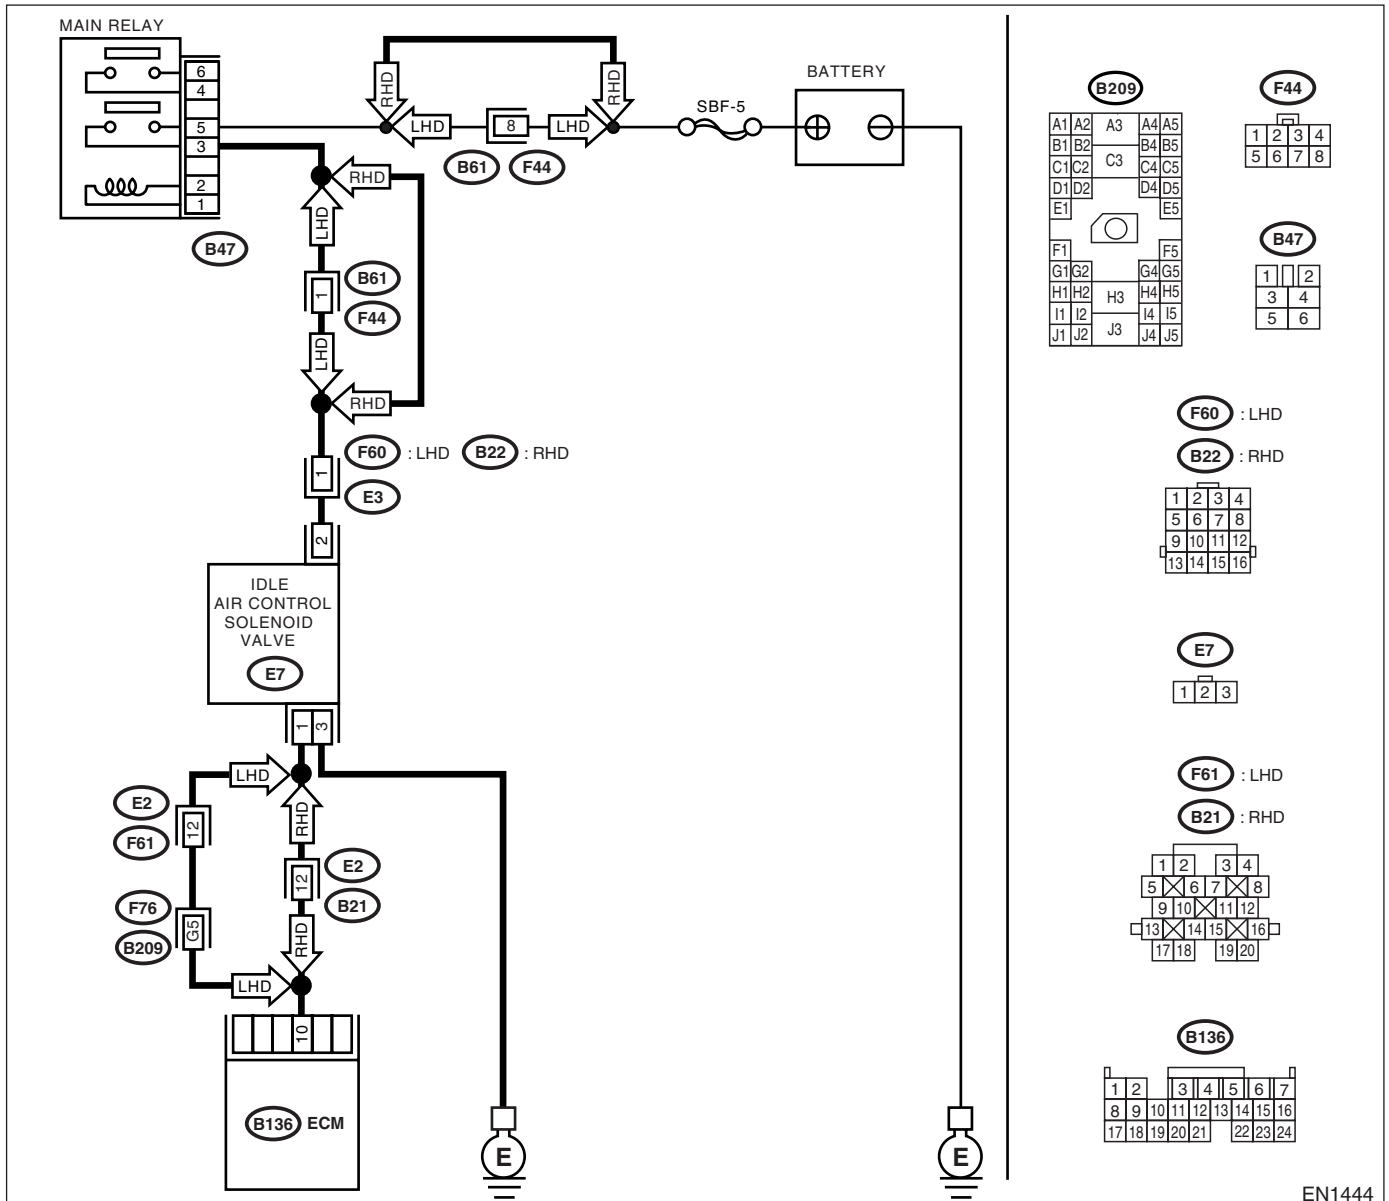 MAIN RELAY
6
4
5
3
2
1
B47
RHD
RHD
LHD
8
LHD
B61
F44
SBF-5
BATTERY
RHD
LHD
1
B61
F44
LHD
RHD
F60 : LHD
B22 : RHD
1
E3
2
IDLE
AIR CONTROL
SOLENOID
VALVE
E7
1 3
LHD
RHD
E2
F61
12
12
E2
B21
F76
B209
G5
RHD
LHD
10
B136 ECM
E
E
B209
A1 A2 A3 A4 A5
B1 B2 B4 B5
C1 C2 C3 C4 C5
D1 D2 D4 D5
E1 E5
F1 F5
G1 G2 G4 G5
H1 H2 H3 H4 H5
I1 I2 I4 I5
J1 J2 J3 J4 J5
F44
1 2 3 4
5 6 7 8
B47
1 2
3 4
5 6
F60 : LHD
B22 : RHD
1 2 3 4
5 6 7 8
9 10 11 12
13 14 15 16
E7
1 2 3
F61 : LHD
B21 : RHD
1 2 3 4
5 6 7 8
9 10 11 12
13 14 15 16
17 18 19 20
B136
1 2 3 4 5 6 7
8 9 10 11 12 13 14 15 16
17 18 19 20 21 22 23 24
EN1444